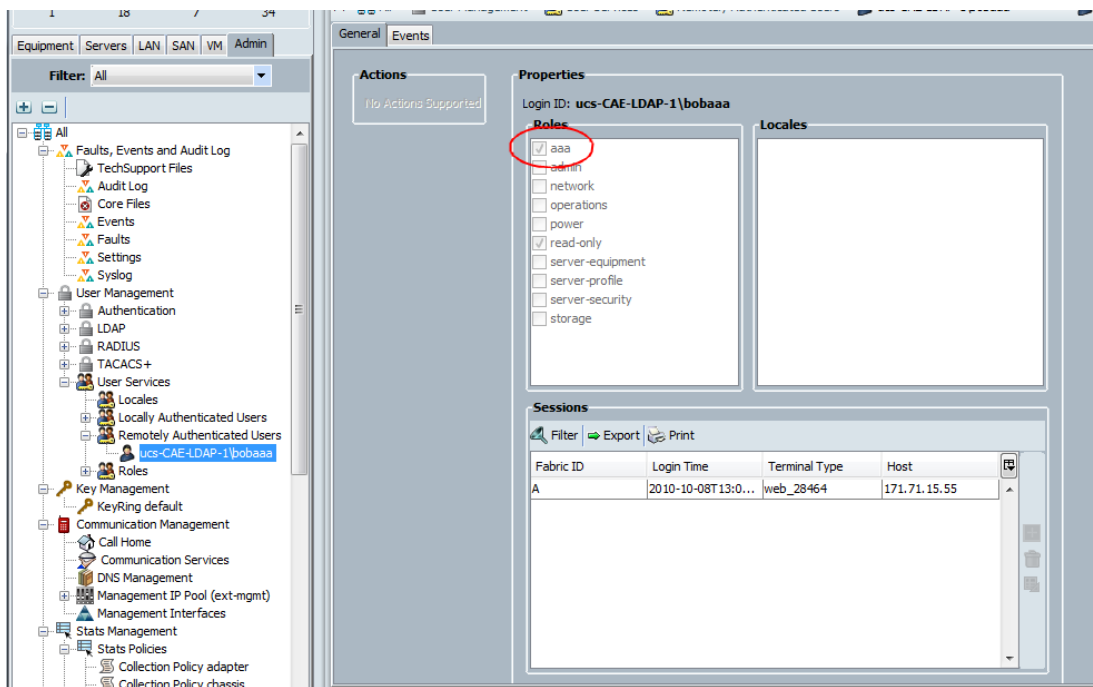 1 18 7 34
Equipment Servers LAN SAN VM Admin
Filter: All
All
Faults, Events and Audit Log
TechSupport Files
Audit Log
Core Files
Events
Faults
Settings
Syslog
User Management
Authentication
LDAP
RADIUS
TACACS+
User Services
Locales
Locally Authenticated Users
Remotely Authenticated Users
ucs-CAE-LDAP-1\bobaaa
Roles
Key Management
KeyRing default
Communication Management
Call Home
Communication Services
DNS Management
Management IP Pool (ext-mgmt)
Management Interfaces
Stats Management
Stats Policies
Collection Policy adapter
Collection Policy chassis
General Events
Actions
No Actions Supported
Properties
Login ID: ucs-CAE-LDAP-1\bobaaa
Roles
aaa
admin
network
operations
power
read-only
server-equipment
server-profile
server-security
storage
Locales
Sessions
Filter Export Print
Fabric ID Login Time Terminal Type Host
A 2010-10-08T13:0... web_28464 171.71.15.55